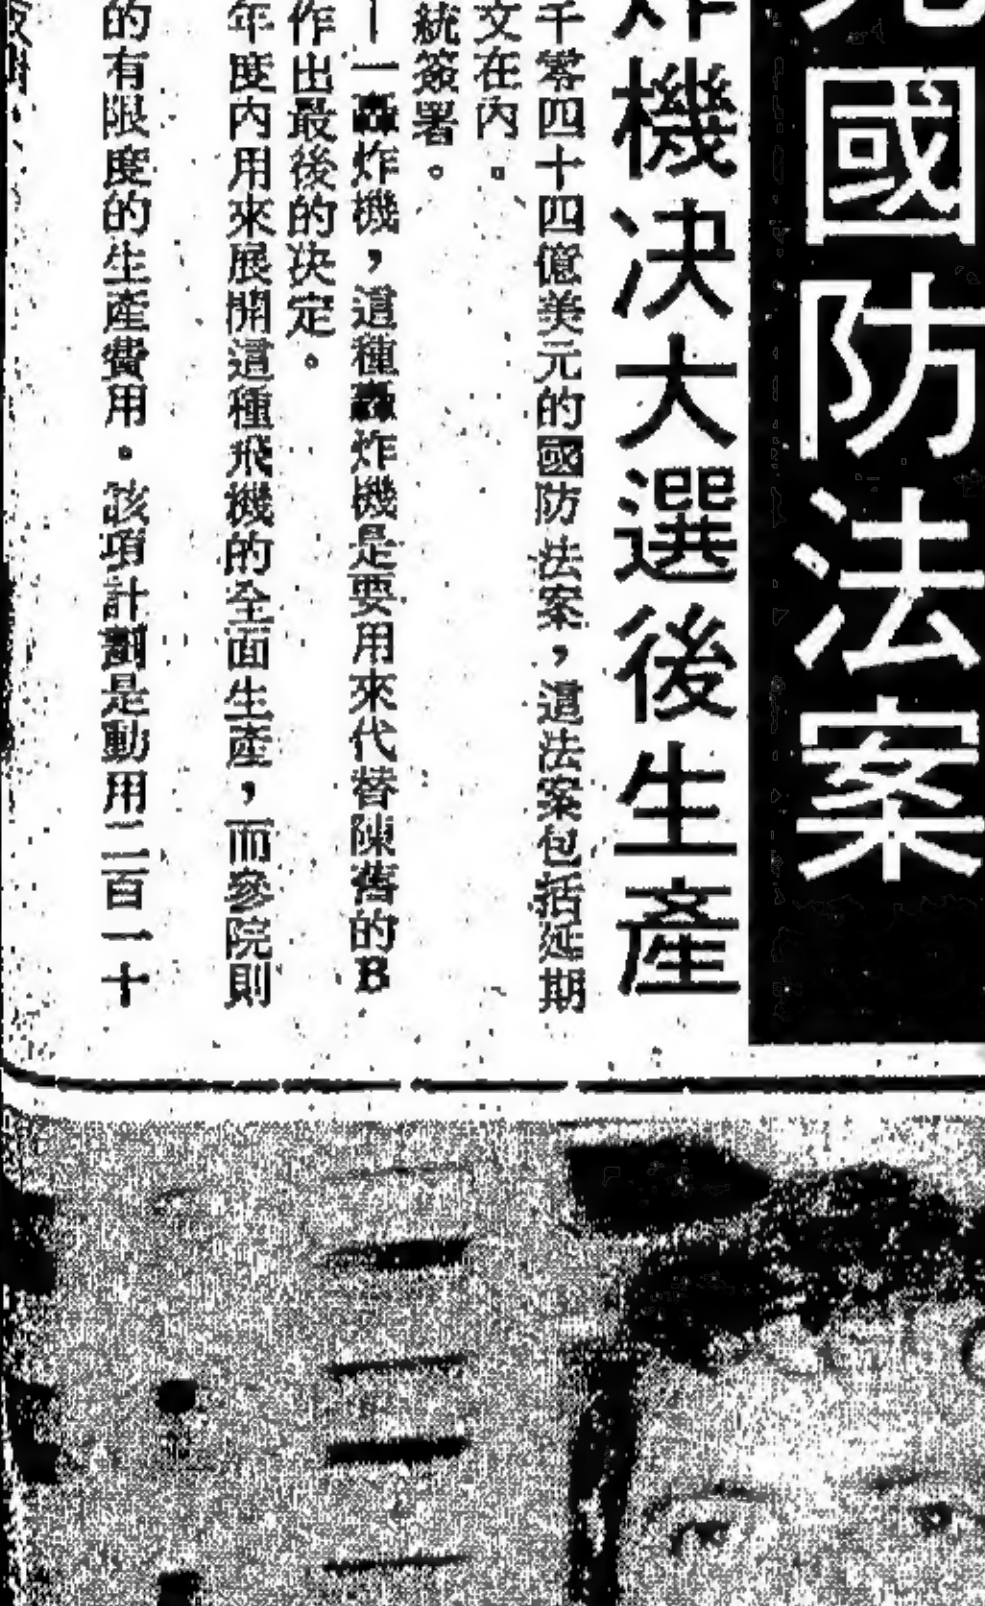 國防法案
炸機决大選後生產
千零四十四億美元的國防法案，這法案包括延期
文在內。
統簽署。
—一轟炸機，這種轟炸機是要用來代替陳舊的B
作出最後的决定。
年度內用來展開這種飛機的全面生產，而參院則
的有限度的生產費用。該項計劃是動用二百一十